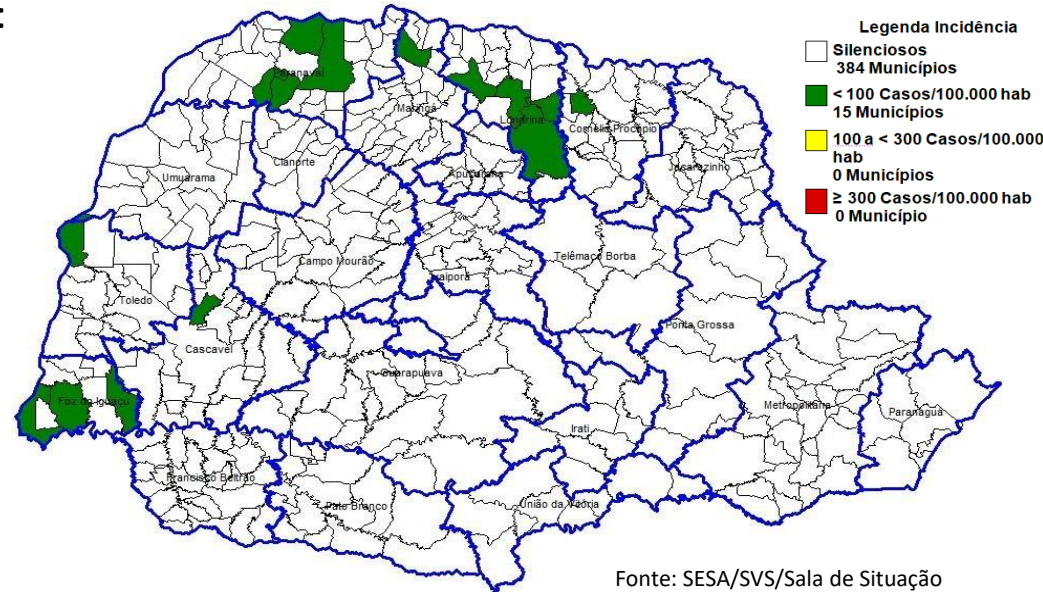 :
Legenda Incidência
Silenciosos
384 Municípios
< 100 Casos/100.000 hab
15 Municípios
100 a < 300 Casos/100.000
hab
0 Municípios
≥ 300 Casos/100.000 hab
0 Município
Paranavaí
Maringá
Londrina
Cornélio Procópio
Cianorte
Apucarana
Jacarezinho
Umuarama
Campo Mourão
Telêmaco Borba
Ivaiporã
Toledo
Ponta Grossa
Cascavel
Guarapuava
Foz do Iguaçu
Metropolitana
Paranaguá
Irati
Francisco Beltrão
Pato Branco
União da Vitória
Fonte: SESA/SVS/Sala de Situação